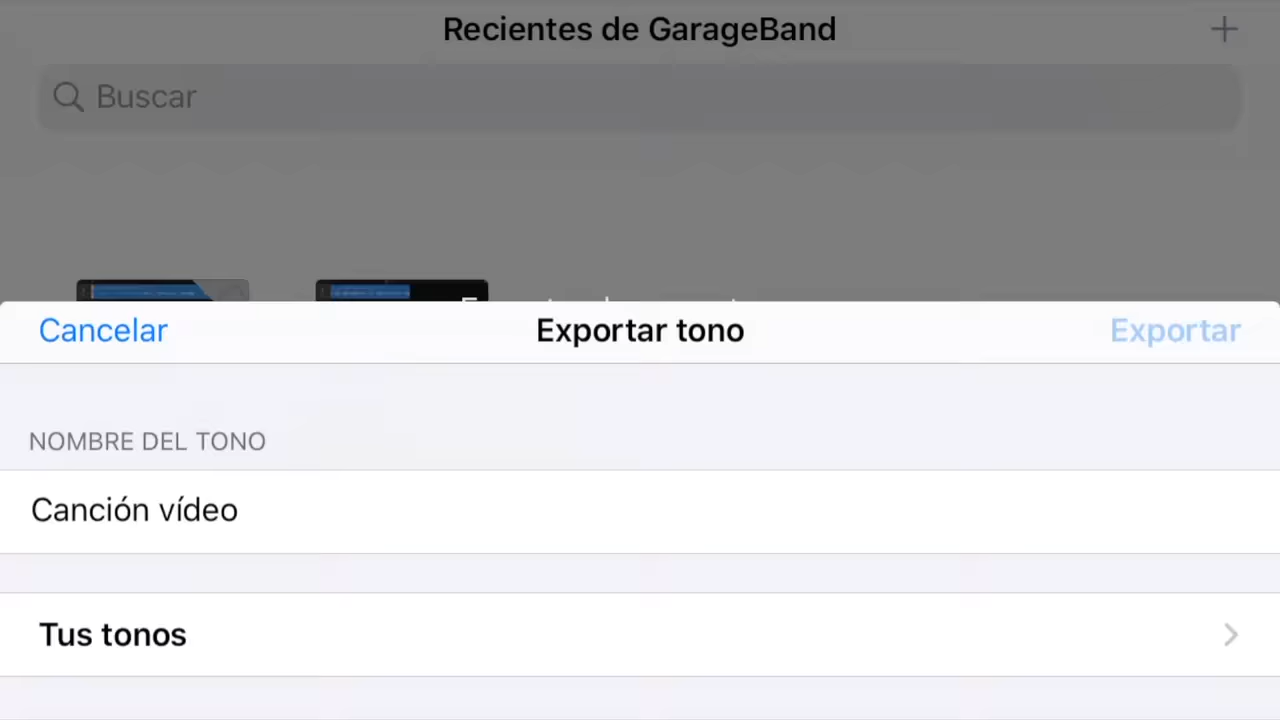 Recientes de GarageBand
Buscar
Cancelar
Exportar tono
Exportar
NOMBRE DEL TONO
Canción vídeo
Tus tonos